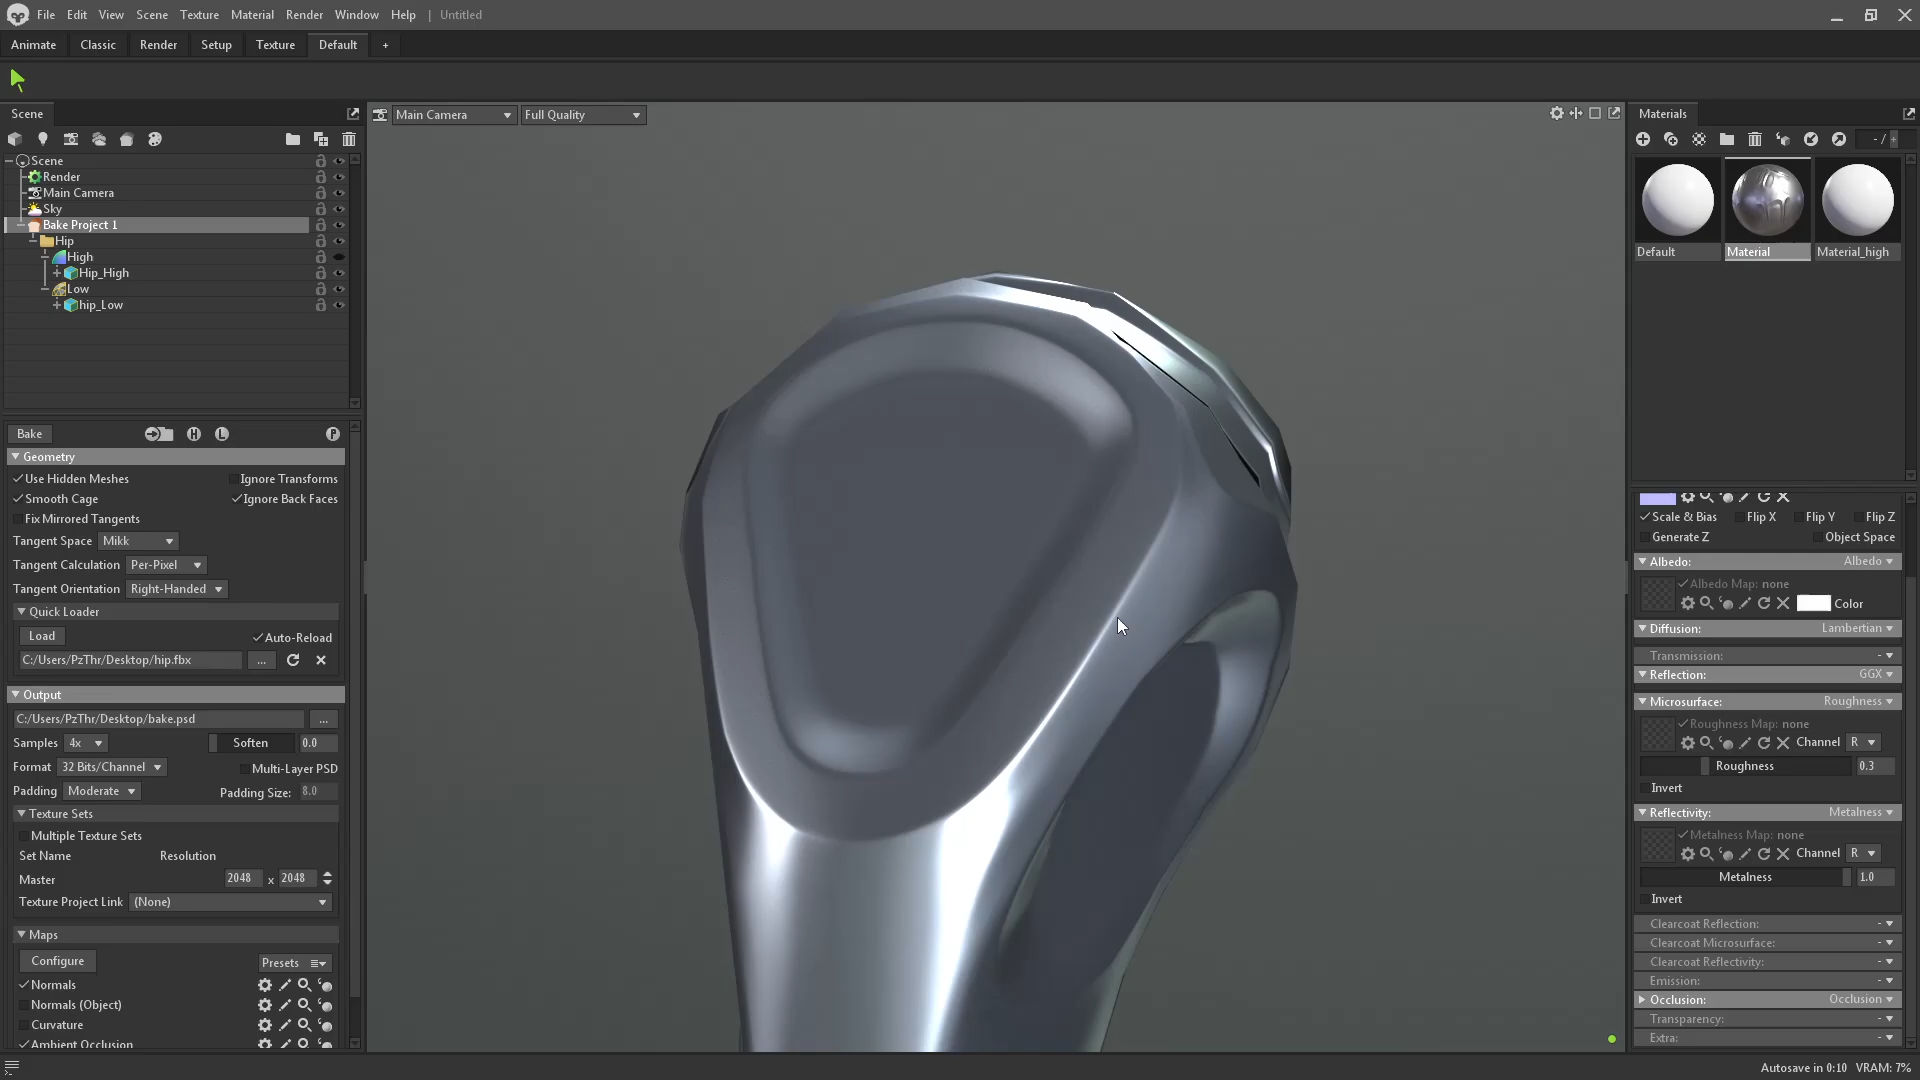 File Edit View Scene Texture Material Render Window Help | Untitled
Animate Classic Render Setup Texture Default +
Scene
Main Camera Full Quality
Materials
- /
Scene
Render
Main Camera
Sky
Bake Project 1
Hip
High
Hip_High
Low
hip_Low
Default Material Material_high
Bake H L P
Geometry
Use Hidden Meshes Ignore Transforms
Smooth Cage Ignore Back Faces
Fix Mirrored Tangents
Tangent Space Mikk
Tangent Calculation Per-Pixel
Tangent Orientation Right-Handed
Quick Loader
Load Auto-Reload
C:/Users/PzThr/Desktop/hip.fbx ...
Output
C:/Users/PzThr/Desktop/bake.psd ...
Samples 4x Soften 0.0
Format 32 Bits/Channel Multi-Layer PSD
Padding Moderate Padding Size: 8.0
Texture Sets
Multiple Texture Sets
Set Name Resolution
Master 2048 x 2048
Texture Project Link (None)
Maps
Configure Presets
Normals
Normals (Object)
Curvature
Ambient Occlusion
Scale & Bias Flip X Flip Y Flip Z
Generate Z Object Space
Albedo: Albedo
Albedo Map: none
Color
Diffusion: Lambertian
Transmission: -
Reflection: GGX
Microsurface: Roughness
Roughness Map: none
Channel R
Roughness 0.3
Invert
Reflectivity: Metalness
Metalness Map: none
Channel R
Metalness 1.0
Invert
Clearcoat Reflection: -
Clearcoat Microsurface: -
Clearcoat Reflectivity: -
Emission: -
Occlusion: Occlusion
Transparency: -
Extra: -
Autosave in 0:10 VRAM: 7%